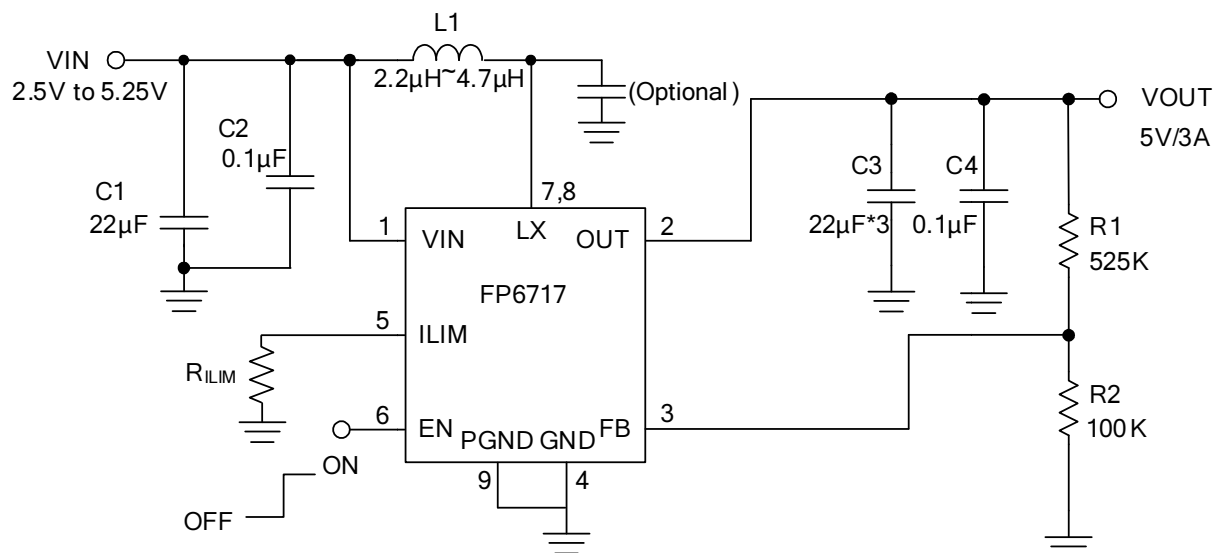 L1
VIN
2.5V to 5.25V
2.2µH~4.7µH
(Optional)
VOUT
5V/3A
C2
0.1µF
C1
22µF
C3
22µF*3
C4
0.1µF
7,8
1
VIN
LX
OUT
2
R1
525K
FP6717
5
ILIM
RILIM
6
EN
PGND
GND
FB
3
R2
100K
ON
OFF
9
4